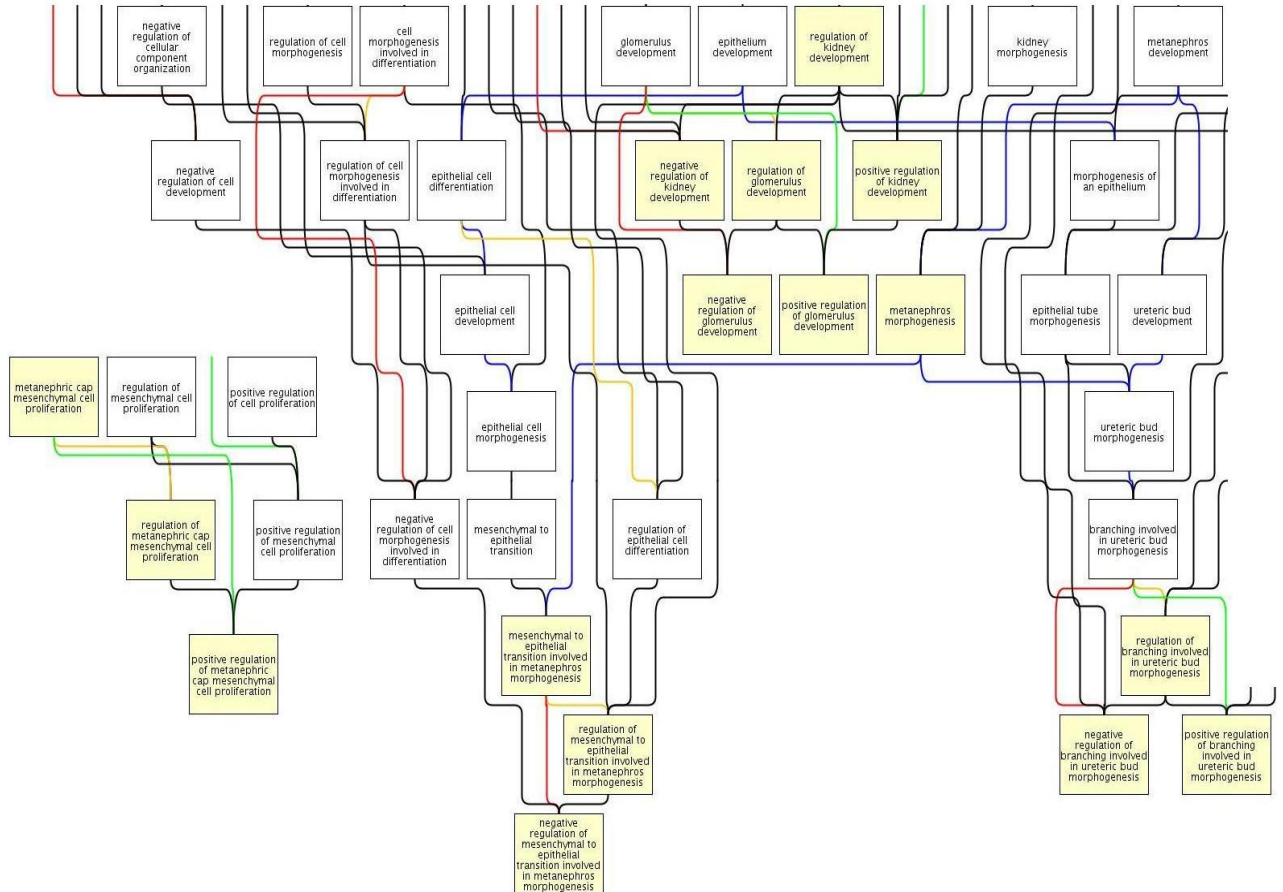 negative
regulation of
cellular
component
organization
regulation of cell
morphogenesis
cell
morphogenesis
involved in
differentiation
glomerulus
development
epithelium
development
regulation of
kidney
development
kidney
morphogenesis
metanephros
development
negative
regulation of cell
development
regulation of cell
morphogenesis
involved in
differentiation
epithelial cell
differentiation
negative
regulation of
kidney
development
regulation of
glomerulus
development
positive regulation
of kidney
development
morphogenesis of
an epithelium
epithelial cell
development
negative
regulation of
glomerulus
development
positive regulation
of glomerulus
development
metanephros
morphogenesis
epithelial tube
morphogenesis
ureteric bud
development
metanephric cap
mesenchymal cell
proliferation
regulation of
mesenchymal cell
proliferation
positive regulation
of cell proliferation
epithelial cell
morphogenesis
ureteric bud
morphogenesis
regulation of
metanephric cap
mesenchymal cell
proliferation
positive regulation
of mesenchymal
cell proliferation
negative
regulation of cell
morphogenesis
involved in
differentiation
mesenchymal to
epithelial
transition
regulation of
epithelial cell
differentiation
branching involved
in ureteric bud
morphogenesis
positive regulation
of metanephric
cap mesenchymal
cell proliferation
mesenchymal to
epithelial
transition involved
in metanephros
morphogenesis
regulation of
branching involved
in ureteric bud
morphogenesis
regulation of
mesenchymal to
epithelial
transition involved
in metanephros
morphogenesis
negative
regulation of
branching involved
in ureteric bud
morphogenesis
positive regulation
of branching
involved in
ureteric bud
morphogenesis
negative
regulation of
mesenchymal to
epithelial
transition involved
in metanephros
morphogenesis